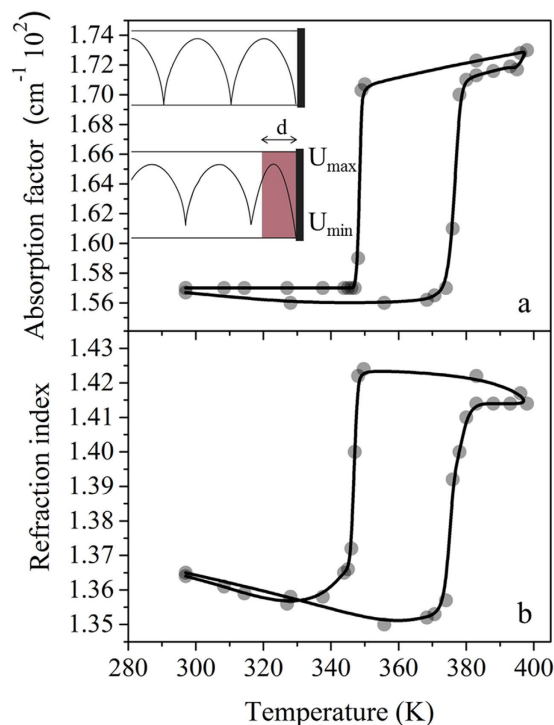 1.74
1.72
1.70
1.66
1.64
1.62
1.60
1.58
1.56
Absorption factor (cm⁻¹ 10²)
d
Umax
Umin
a
1.43
1.42
1.41
1.40
1.39
1.38
1.37
1.36
1.35
Refraction index
b
280 300 320 340 360 380 400
Temperature (K)